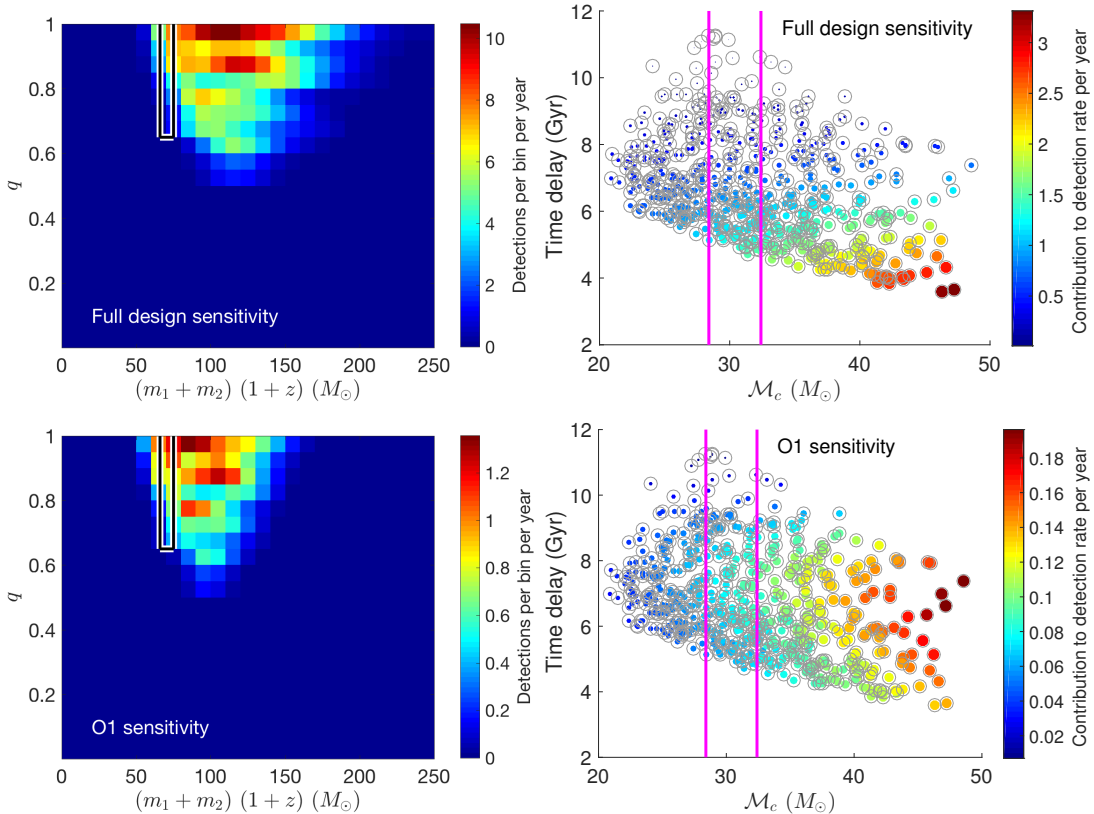 1
0.8
0.6
0.4
0.2
q
Full design sensitivity
0 50 100 150 200 250
(m₁ + m₂) (1 + z) (M⊙)
10
8
6
4
2
0
Detections per bin per year
12
10
8
6
4
2
Time delay (Gyr)
Full design sensitivity
20 30 40 50
ℳc (M⊙)
3
2.5
2
1.5
1
0.5
Contribution to detection rate per year
1
0.8
0.6
0.4
0.2
q
O1 sensitivity
0 50 100 150 200 250
(m₁ + m₂) (1 + z) (M⊙)
1.2
1
0.8
0.6
0.4
0.2
0
Detections per bin per year
12
10
8
6
4
2
Time delay (Gyr)
O1 sensitivity
20 30 40 50
ℳc (M⊙)
0.18
0.16
0.14
0.12
0.1
0.08
0.06
0.04
0.02
Contribution to detection rate per year